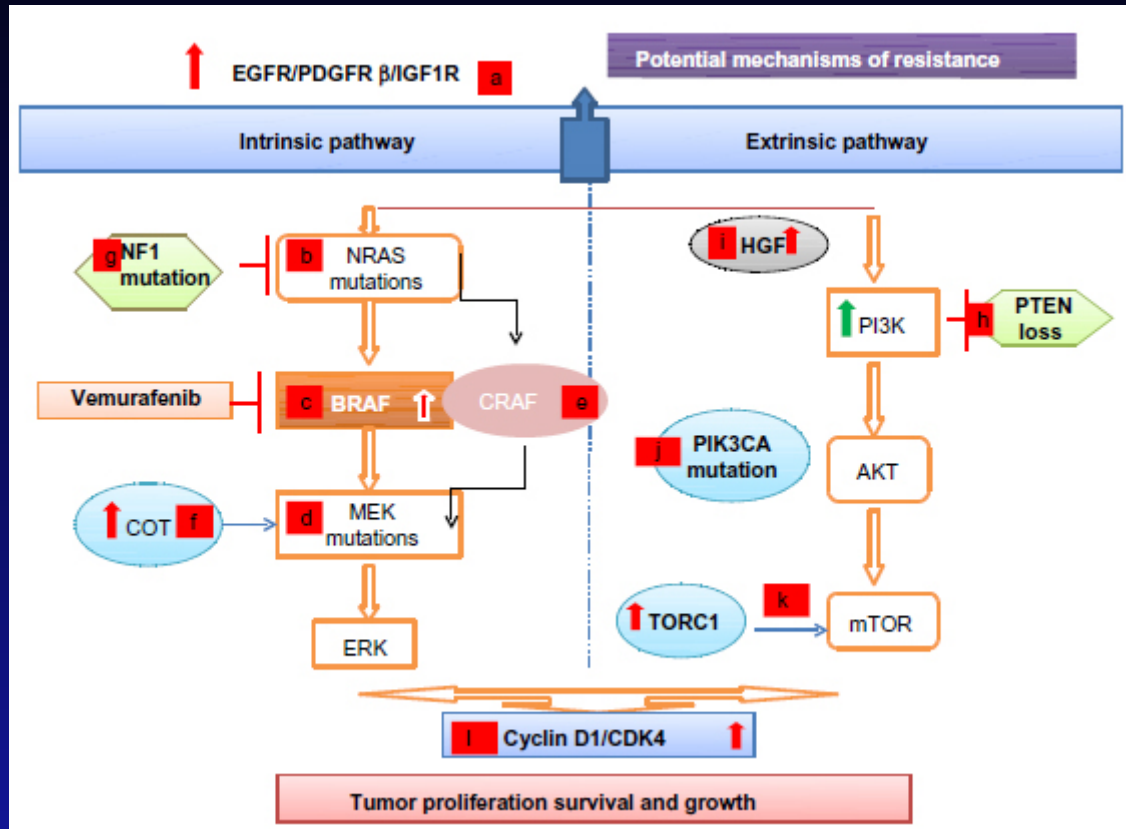 Potential mechanisms of resistance
EGFR/PDGFR β/IGF1R a
Intrinsic pathway
Extrinsic pathway
g NF1
mutation
b NRAS
mutations
i HGF
PI3K
h PTEN
loss
Vemurafenib
c BRAF
CRAF e
j PIK3CA
mutation
AKT
COT f
d MEK
mutations
k
TORC1
mTOR
ERK
l Cyclin D1/CDK4
Tumor proliferation survival and growth